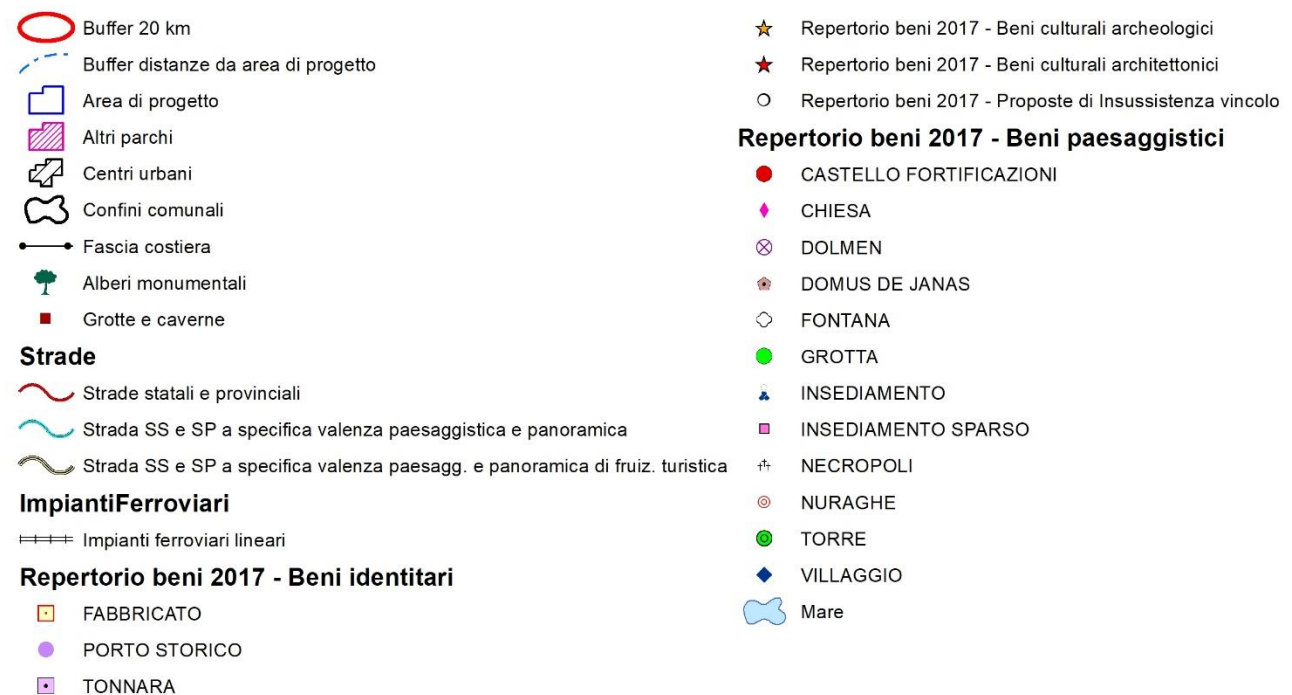 Buffer 20 km
Buffer distanze da area di progetto
Area di progetto
Altri parchi
Centri urbani
Confini comunali
Fascia costiera
Alberi monumentali
Grotte e caverne
Strade
Strade statali e provinciali
Strada SS e SP a specifica valenza paesaggistica e panoramica
Strada SS e SP a specifica valenza paesagg. e panoramica di fruiz. turistica
ImpiantiFerroviari
Impianti ferroviari lineari
Repertorio beni 2017 - Beni identitari
FABBRICATO
PORTO STORICO
TONNARA
Repertorio beni 2017 - Beni culturali archeologici
Repertorio beni 2017 - Beni culturali architettonici
Repertorio beni 2017 - Proposte di Insussistenza vincolo
Repertorio beni 2017 - Beni paesaggistici
CASTELLO FORTIFICAZIONI
CHIESA
DOLMEN
DOMUS DE JANAS
FONTANA
GROTTA
INSEDIAMENTO
INSEDIAMENTO SPARSO
NECROPOLI
NURAGHE
TORRE
VILLAGGIO
Mare